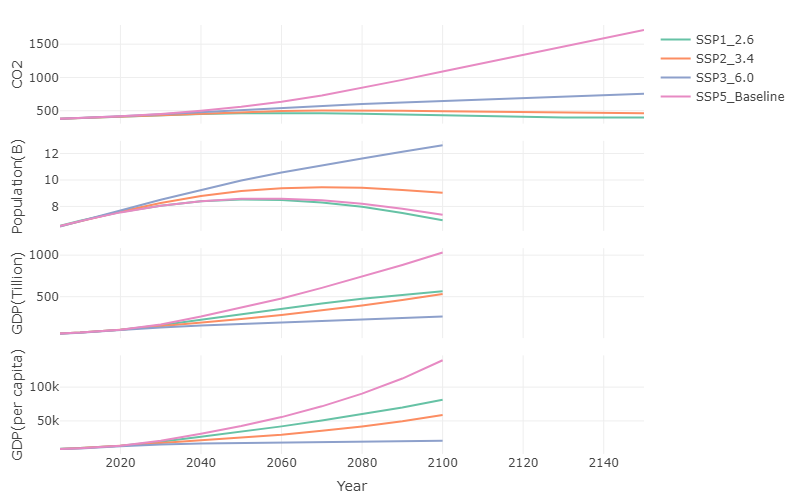 1500
1000
500
CO2
SSP1_2.6
SSP2_3.4
SSP3_6.0
SSP5_Baseline
12
10
8
Population(B)
1000
500
GDP(Tillion)
100k
50k
GDP(per capita)
2020 2040 2060 2080 2100 2120 2140
Year